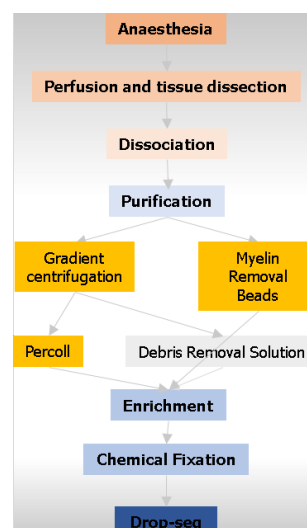 Anaesthesia
Perfusion and tissue dissection
Dissociation
Purification
Gradient
centrifugation
Myelin
Removal
Beads
Percoll
Debris Removal Solution
Enrichment
Chemical Fixation
Drop-seq